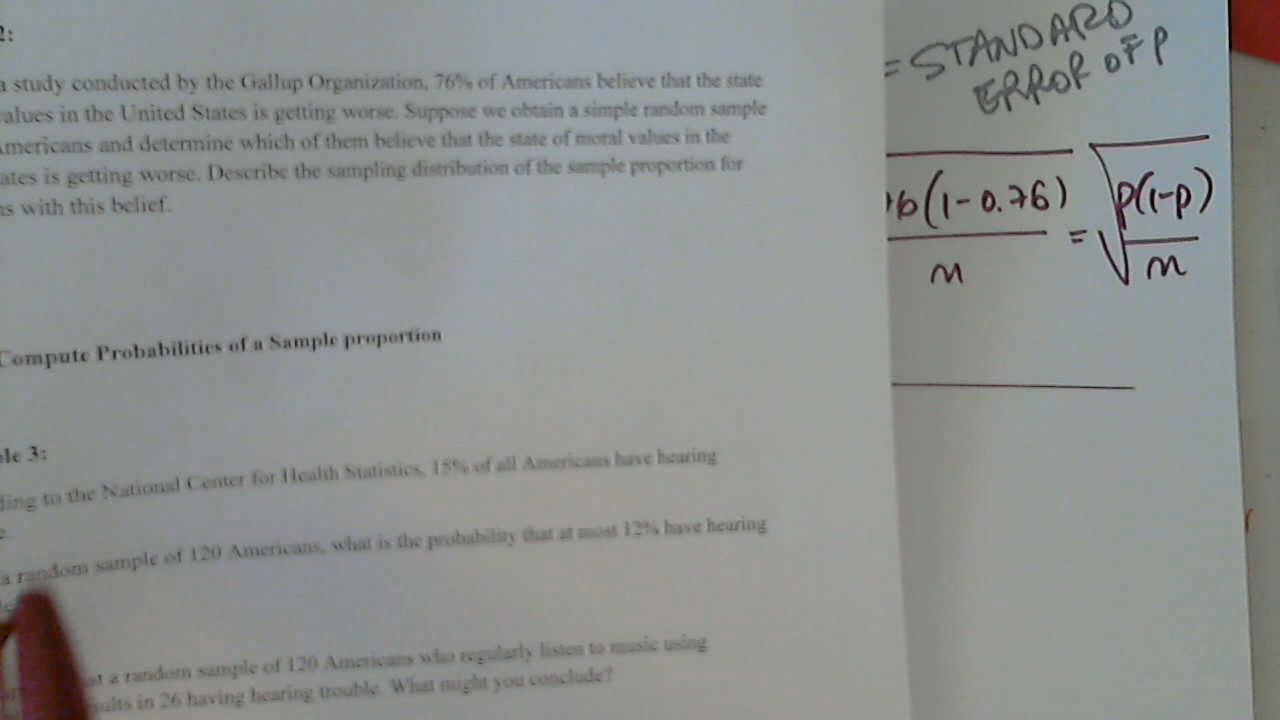 2:
a study conducted by the Gallup Organization, 76% of Americans believe that the state
alues in the United States is getting worse. Suppose we obtain a simple random sample
mericans and determine which of them believe that the state of moral values in the
ates is getting worse. Describe the sampling distribution of the sample proportion for
ns with this belief.
Compute Probabilities of a Sample proportion
le 3:
ding to the National Center for Health Statistics, 15% of all Americans have hearing
e.
a random sample of 120 Americans, what is the probability that at most 12% have hearing
at a random sample of 120 Americans who regularly listen to music using
sults in 26 having hearing trouble. What might you conclude?
= STANDARD
ERROR OF P
6(1-0.76)
n
=
√
p(1-p)
n